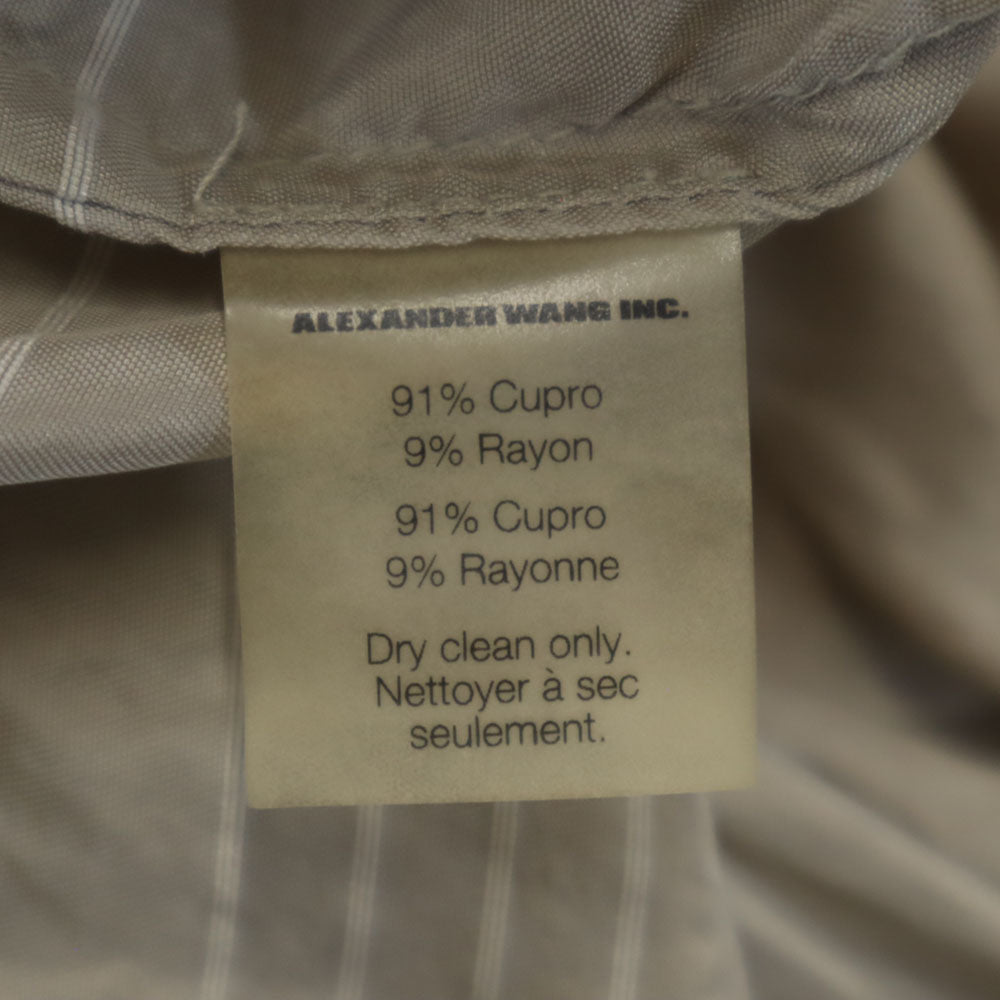 ALEXANDER WANG INC.
91% Cupro
9% Rayon
91% Cupro
9% Rayonne
Dry clean only.
Nettoyer à sec
seulement.